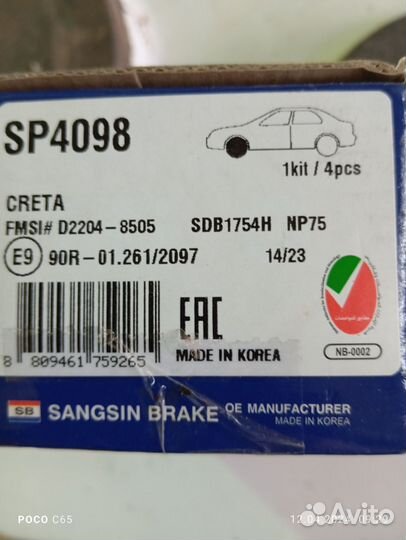 SP4098
1kit / 4pcs
CRETA
FMSI# D2204-8505 SDB1754H NP75
E9 90R-01.261/2097 14/23
EAC
8 809461 759265
MADE IN KOREA
NB-0002
SB SANGSIN BRAKE OE MANUFACTURER
MADE IN KOREA
POCO C65
Avito